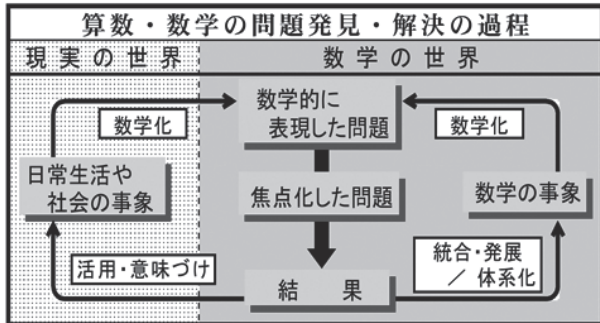 算数・数学の問題発見・解決の過程
現実の世界
数学の世界
数学的に
表現した問題
数学化
数学化
日常生活や
社会の事象
焦点化した問題
数学の事象
活用・意味づけ
統合・発展
／ 体系化
結 果